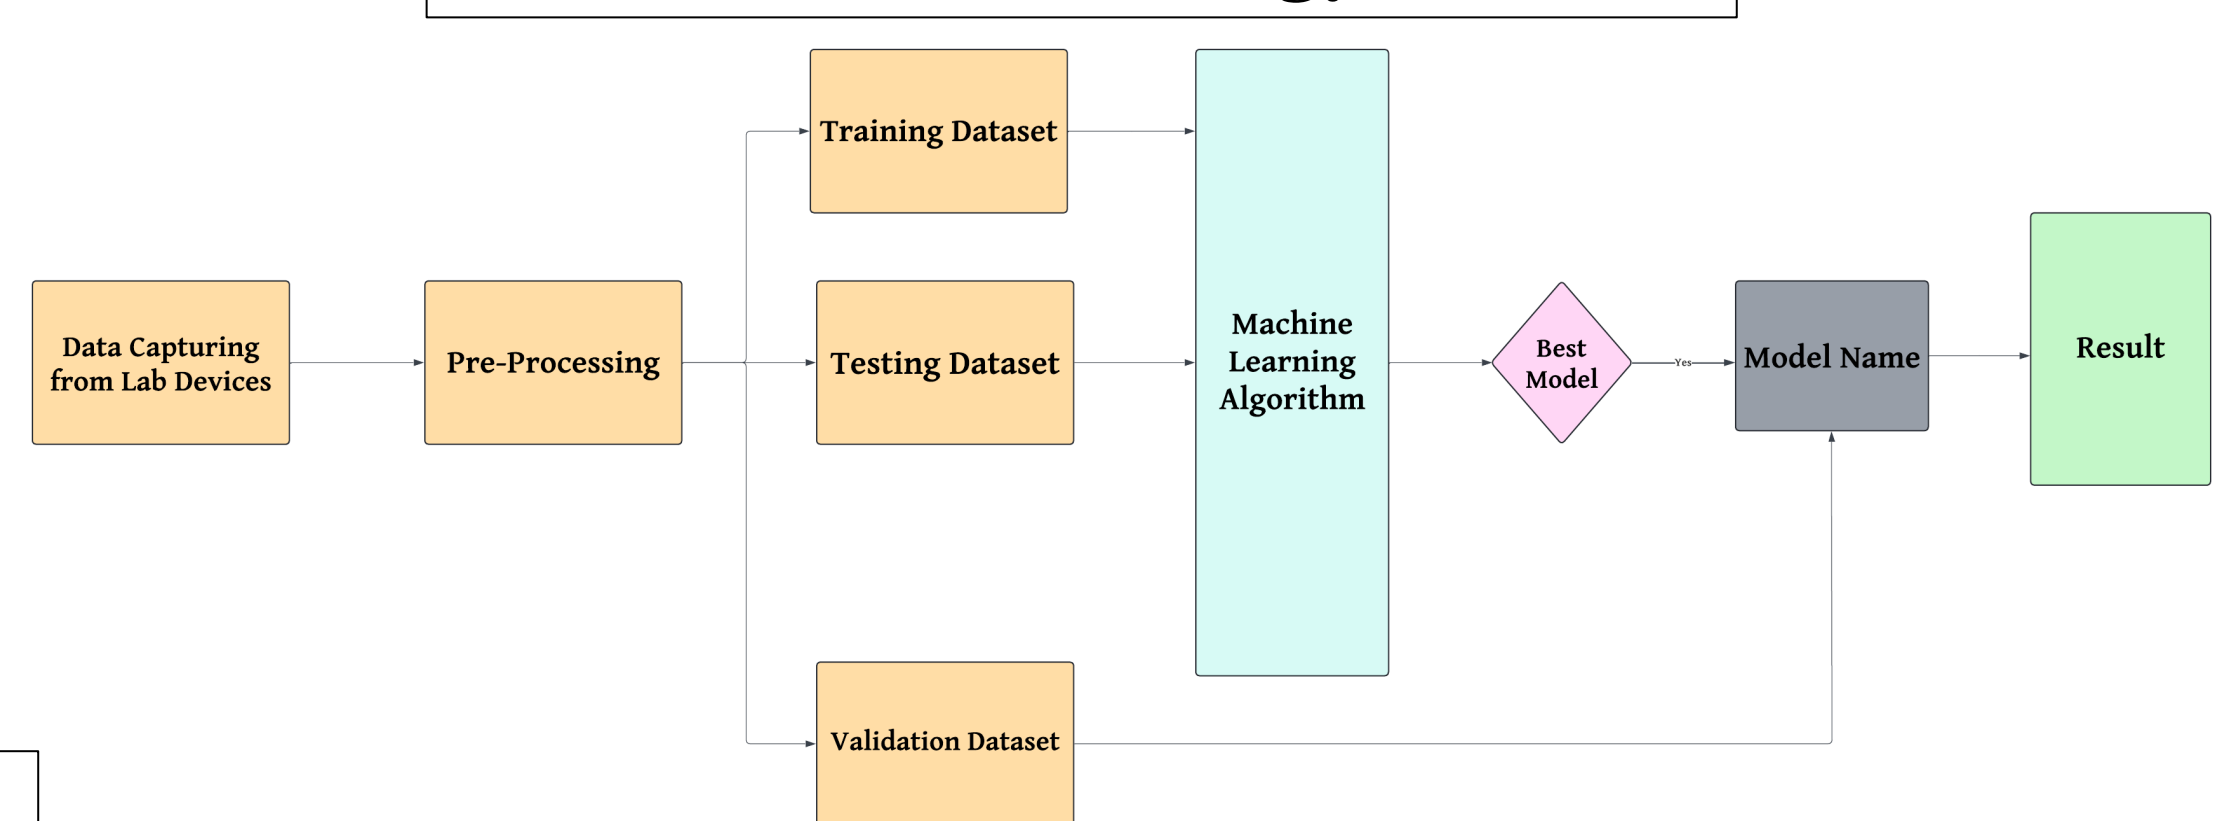 Training Dataset
Data Capturing
from Lab Devices
Pre-Processing
Testing Dataset
Machine
Learning
Algorithm
Best
Model
Yes
Model Name
Result
Validation Dataset